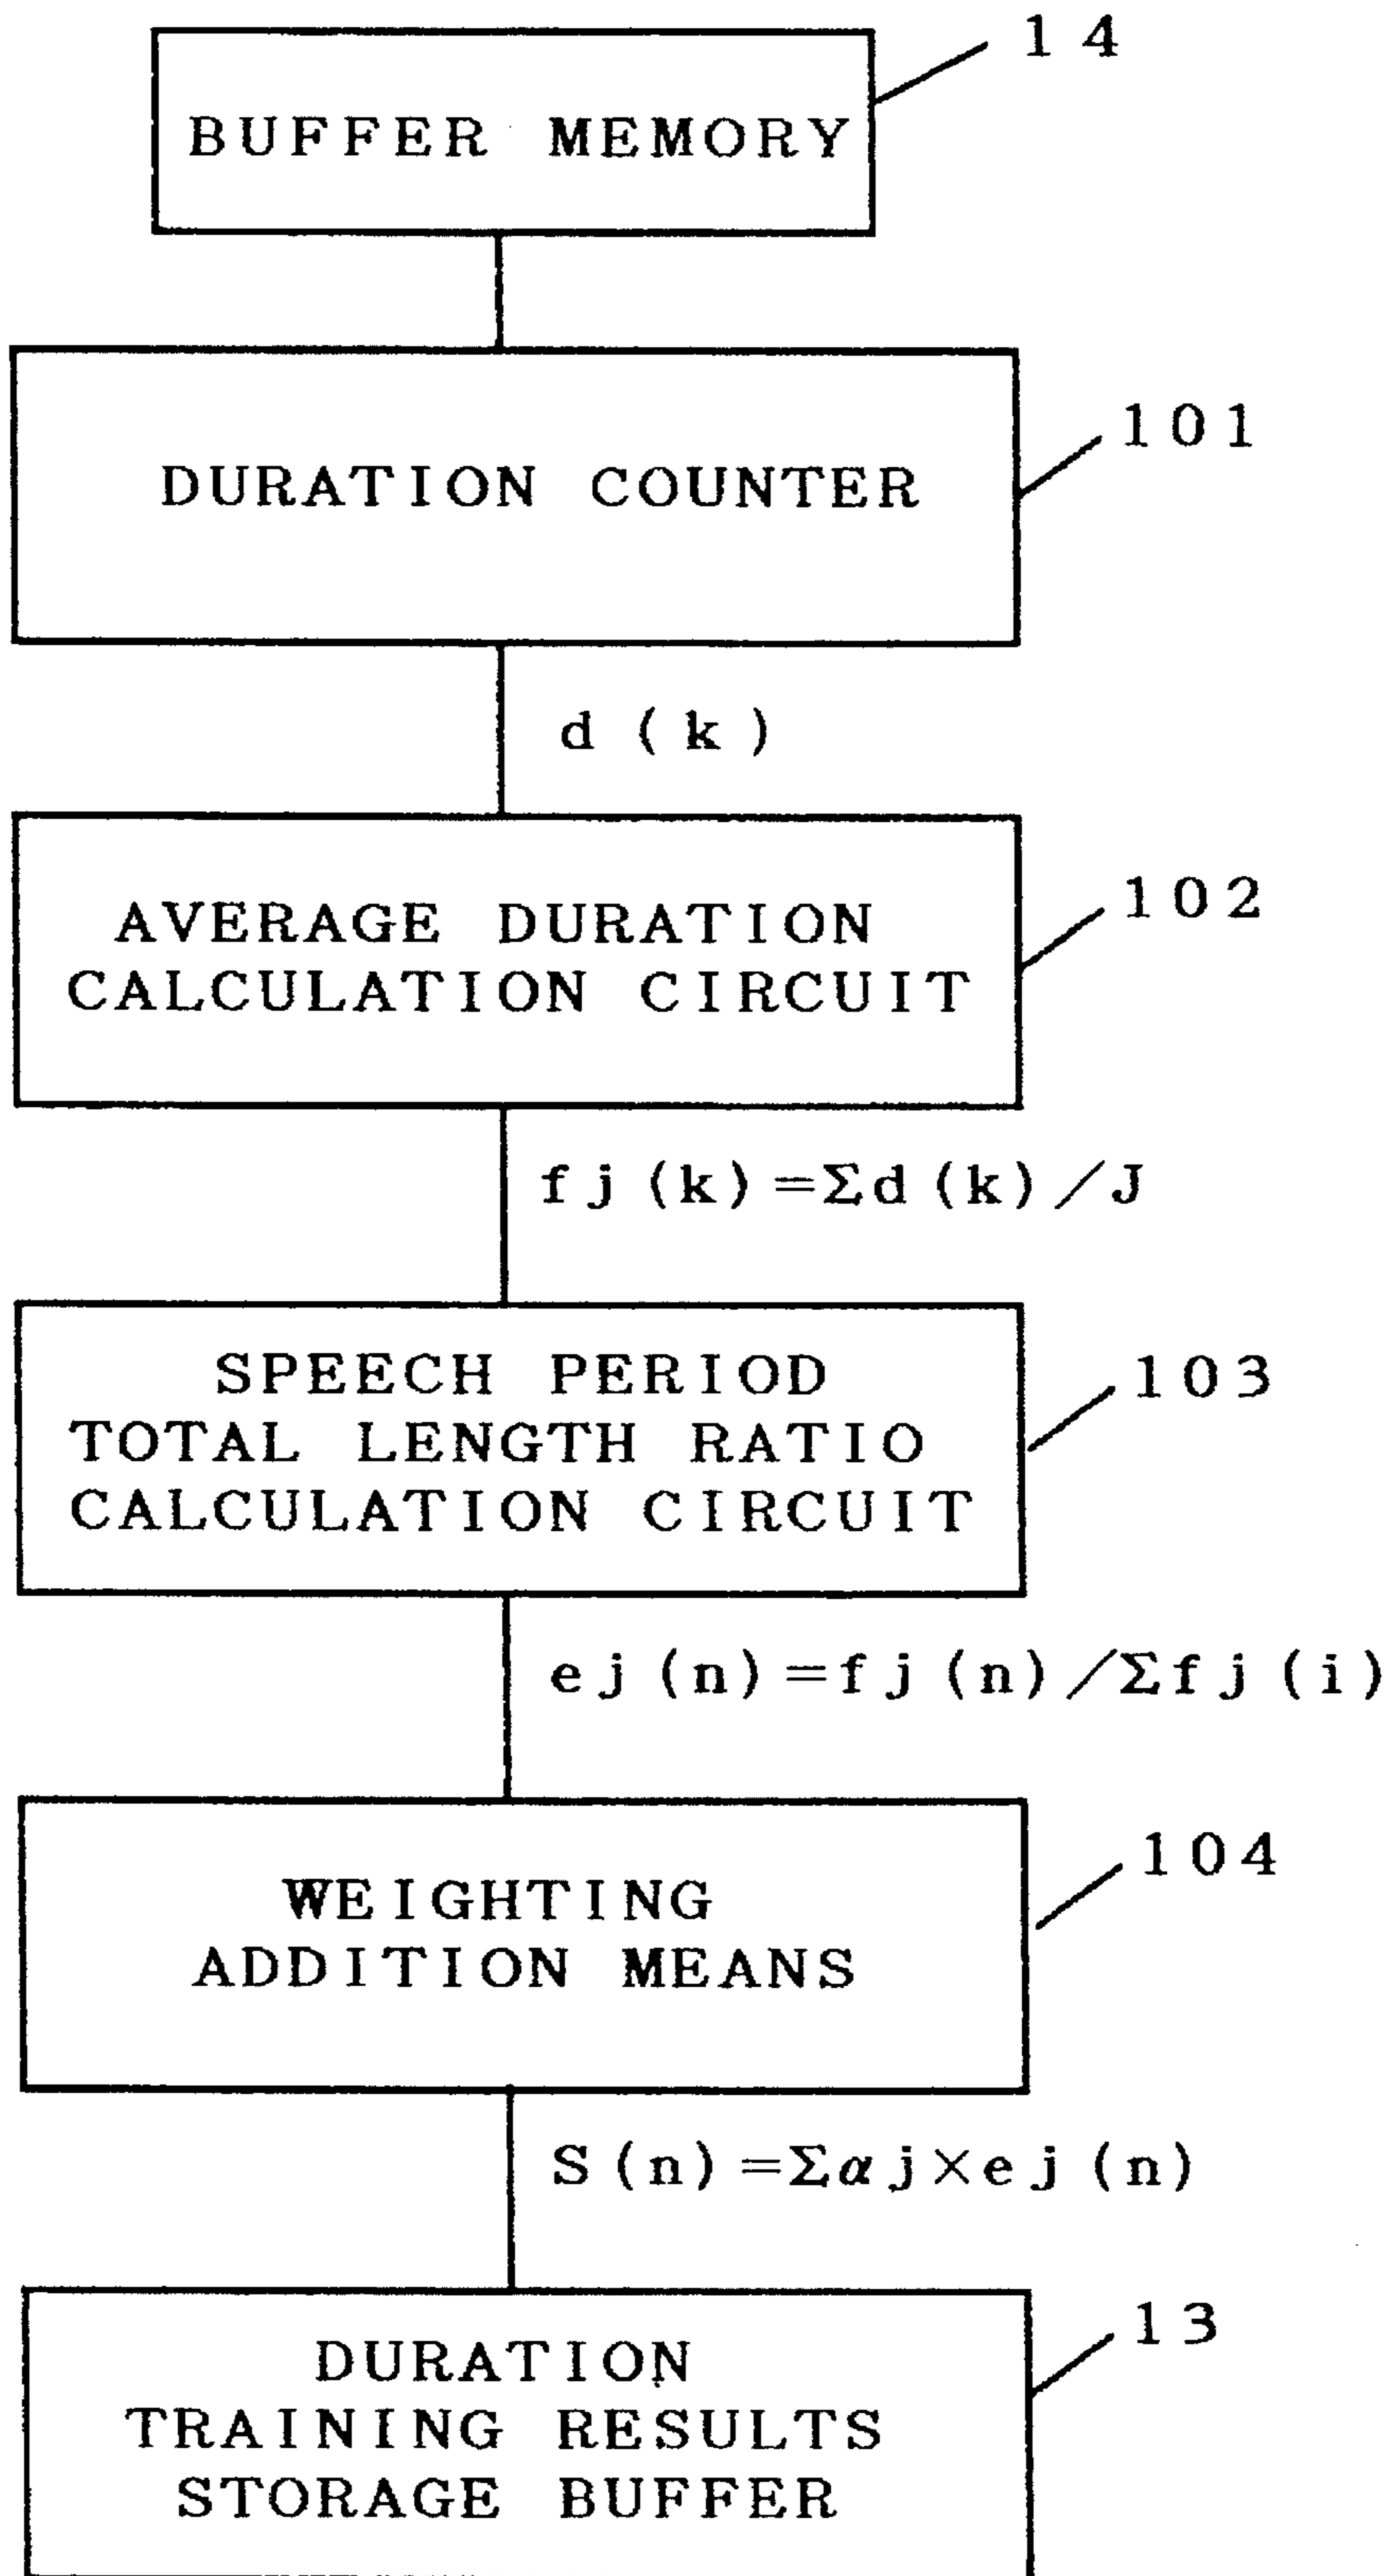 14
BUFFER MEMORY
101
DURATION COUNTER
d(k)
102
AVERAGE DURATION
CALCULATION CIRCUIT
fj(k)=Σd(k)/J
103
SPEECH PERIOD
TOTAL LENGTH RATIO
CALCULATION CIRCUIT
ej(n)=fj(n)/Σfj(i)
104
WEIGHTING
ADDITION MEANS
S(n)=Σαj×ej(n)
13
DURATION
TRAINING RESULTS
STORAGE BUFFER